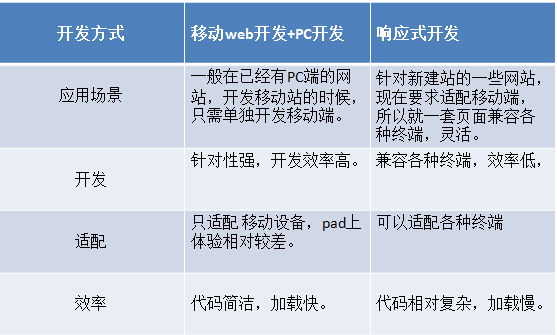 开发方式
移动web开发+PC开发
响应式开发
应用场景
一般在已经有PC端的网
站，开发移动站的时候，
只需单独开发移动端。
针对新建站的一些网站，
现在要求适配移动端，
所以就一套页面兼容各
种终端，灵活。
开发
针对性强，开发效率高。
兼容各种终端，效率低，
适配
只适配 移动设备，pad上
体验相对较差。
可以适配各种终端
效率
代码简洁，加载快。
代码相对复杂，加载慢。